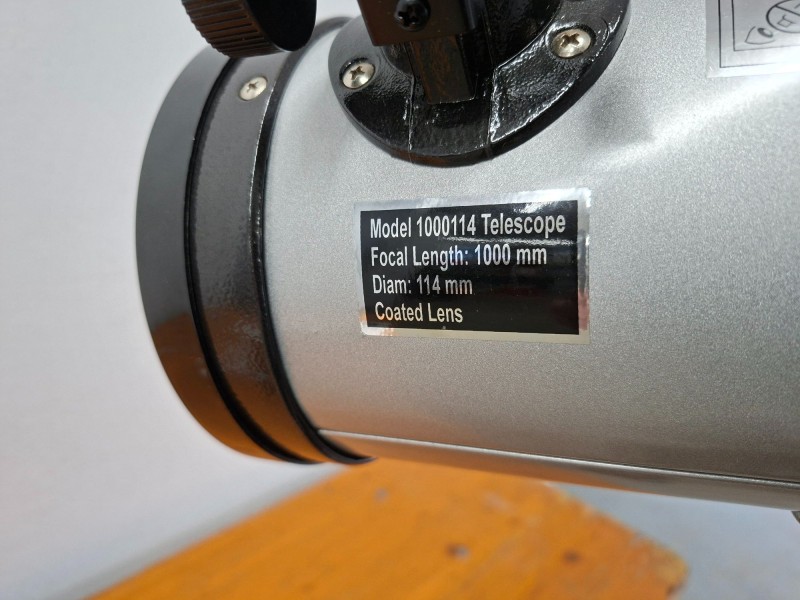 Model 1000114 Telescope
Focal Length: 1000 mm
Diam: 114 mm
Coated Lens